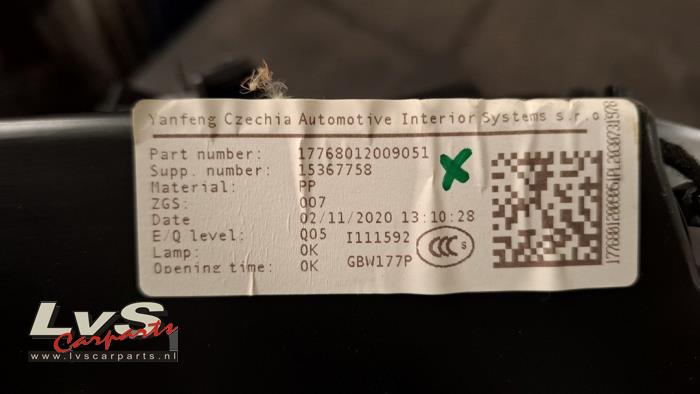 Yanfeng Czechia Automotive Interior Systems s.r.o
Part number: 17768012009051
Supp. number: 15367758
Material: PP
ZGS: 007
Date 02/11/2020 13:10:28
E/Q level: Q05 I111592
Lamp: OK
Opening time: OK GBW177P
CCC S
LvS
Carparts
www.lvscarparts.nl